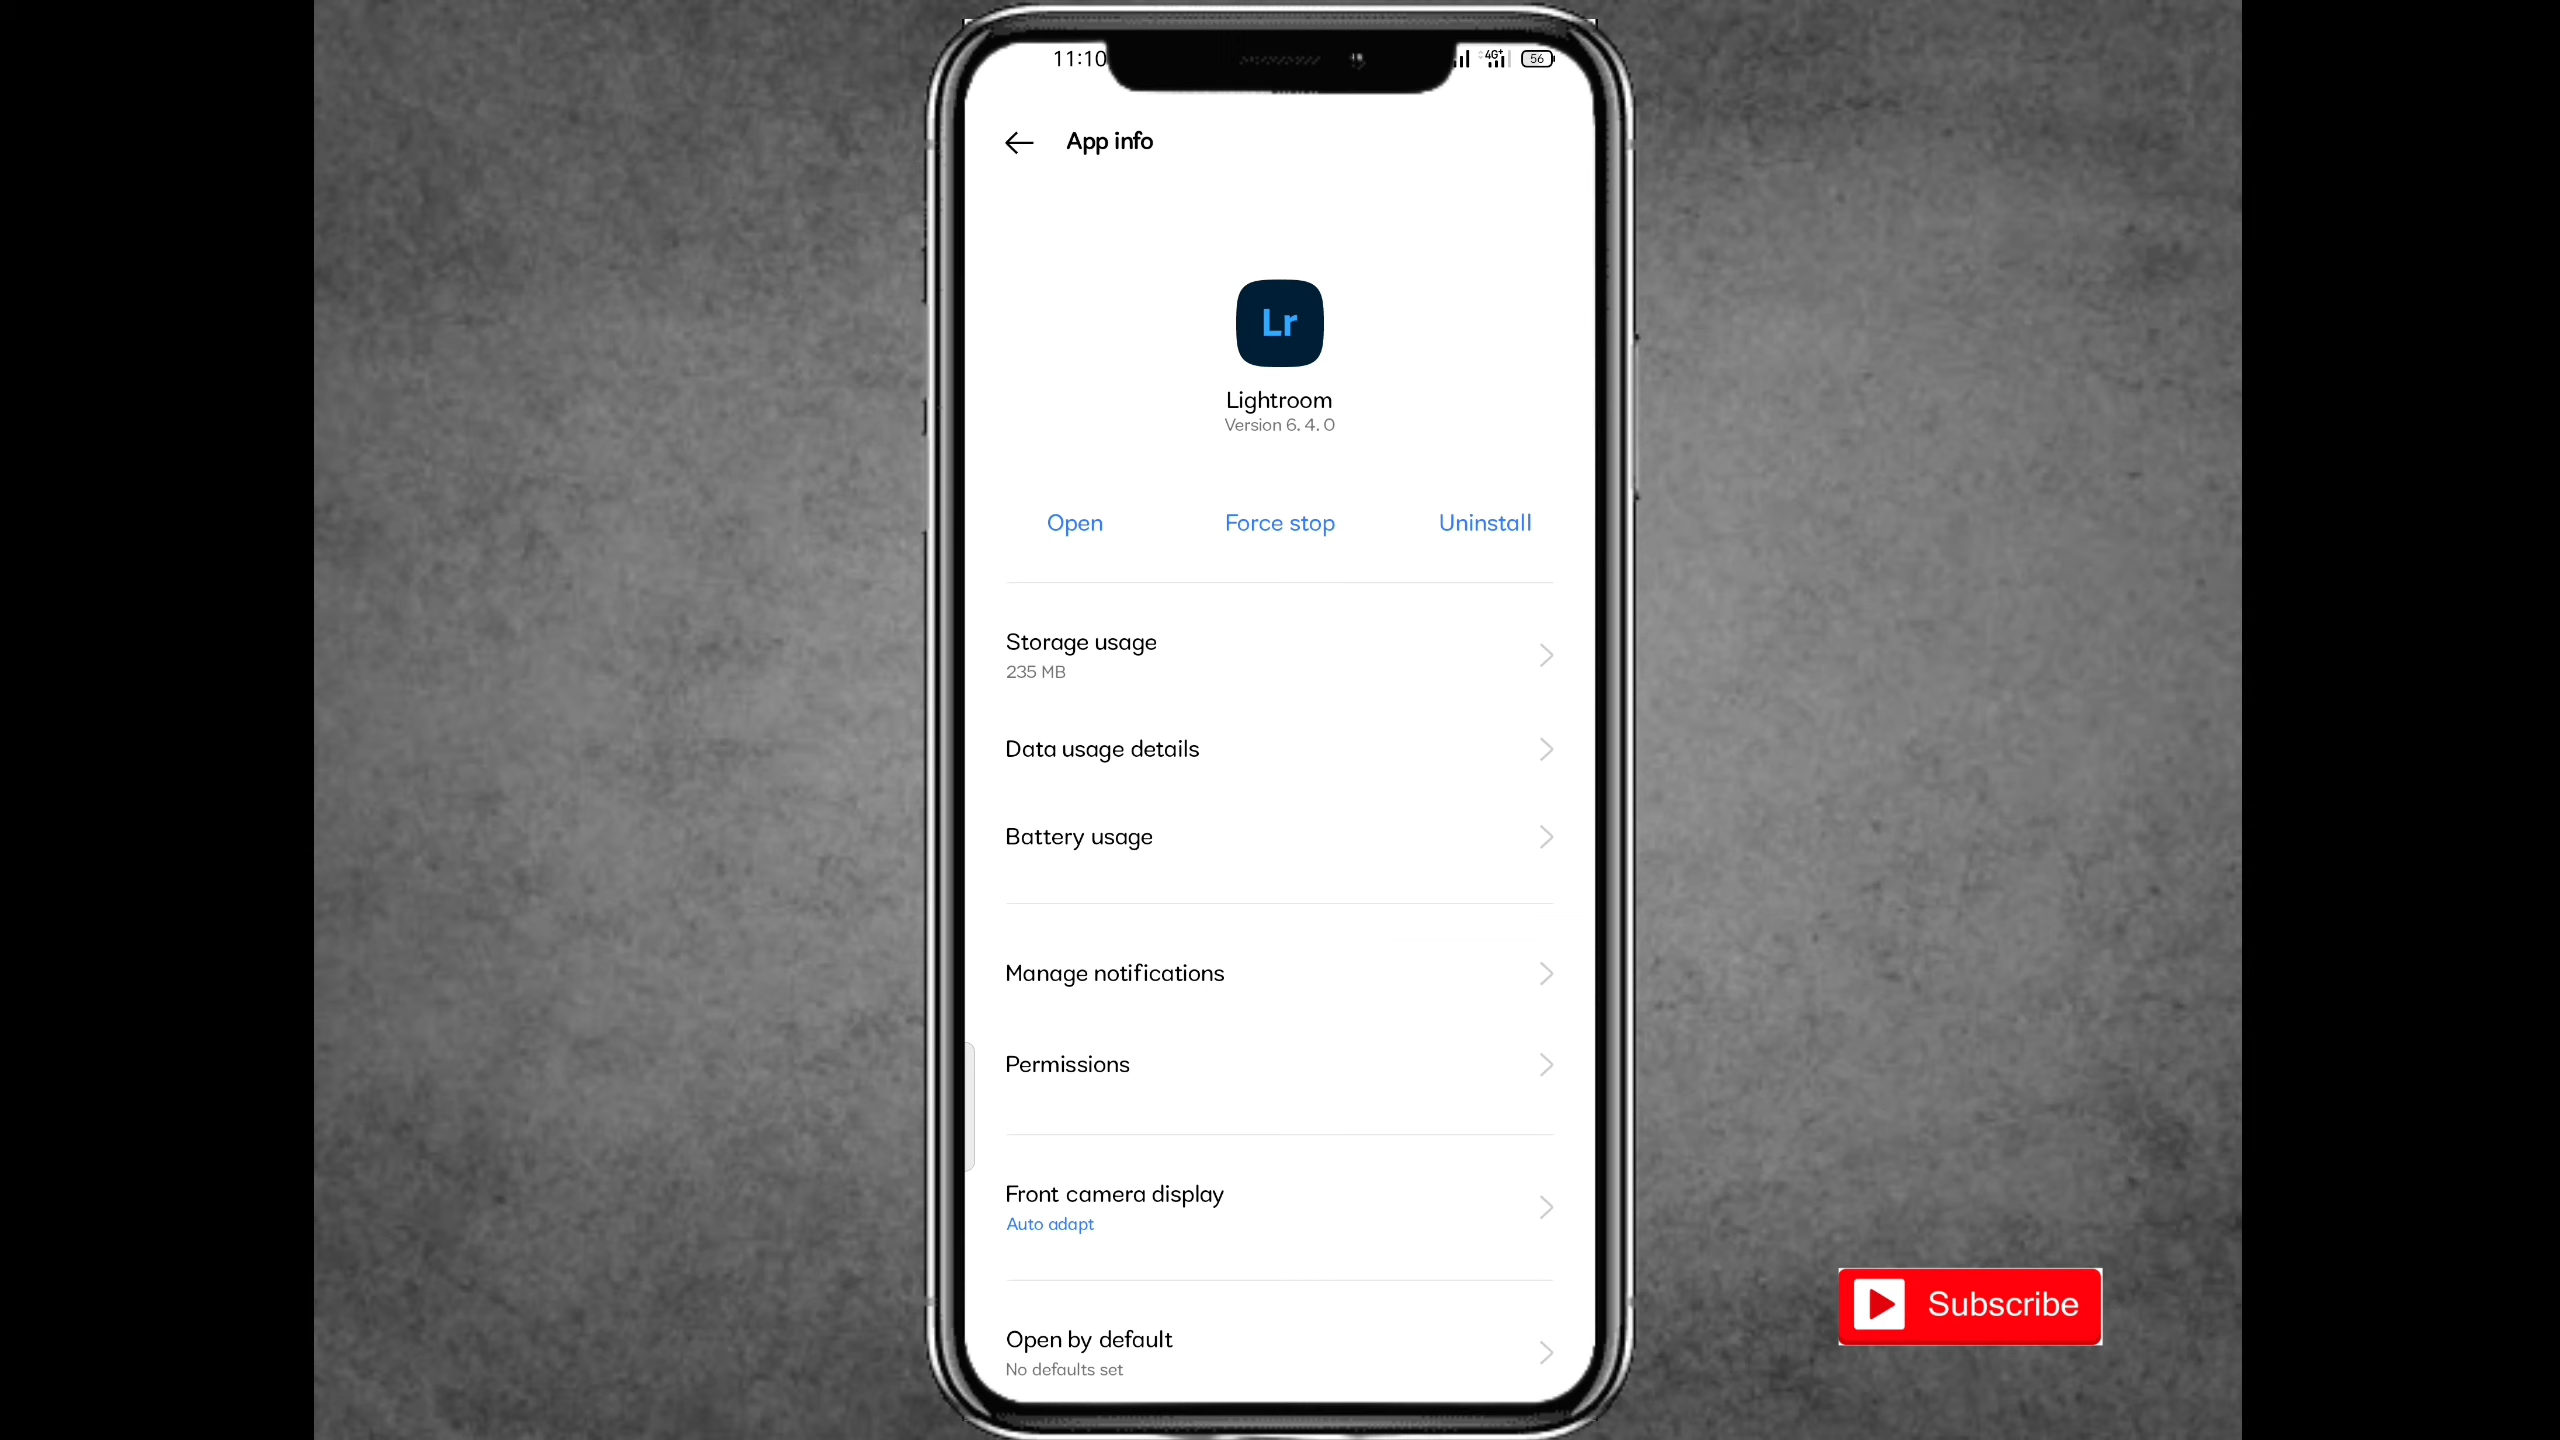 11:10
4G+
56
App info
Lr
Lightroom
Version 6. 4. 0
Open
Force stop
Uninstall
Storage usage
235 MB
Data usage details
Battery usage
Manage notifications
Permissions
Front camera display
Auto adapt
Open by default
No defaults set
Subscribe